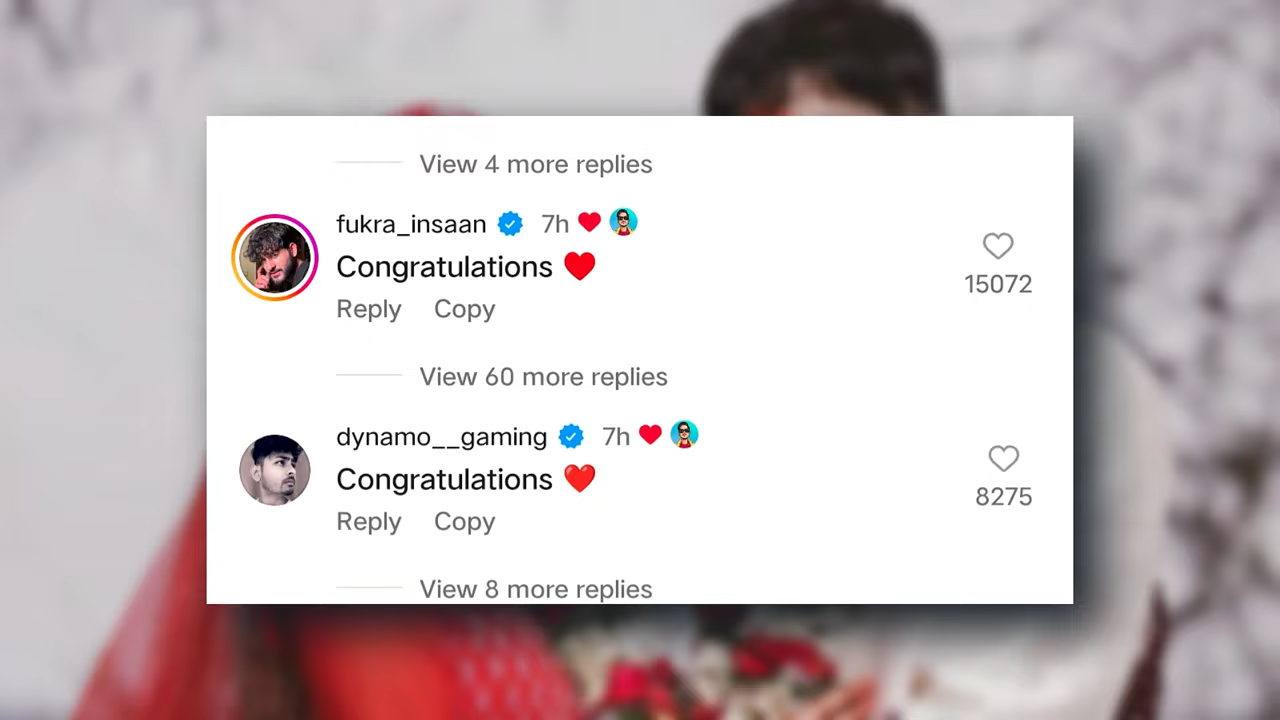 View 4 more replies
fukra_insaan 7h
Congratulations ❤️
15072
Reply Copy
View 60 more replies
dynamo__gaming 7h
Congratulations ❤️
8275
Reply Copy
View 8 more replies